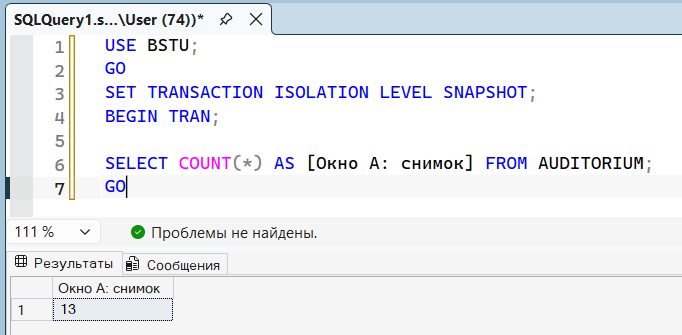 SQLQuery1.s...\User (74))*
1 USE BSTU;
2 GO
3 SET TRANSACTION ISOLATION LEVEL SNAPSHOT;
4 BEGIN TRAN;
5
6 SELECT COUNT(*) AS [Окно А: снимок] FROM AUDITORIUM;
7 GO
111 % Проблемы не найдены.
Результаты Сообщения
Окно А: снимок
1 13